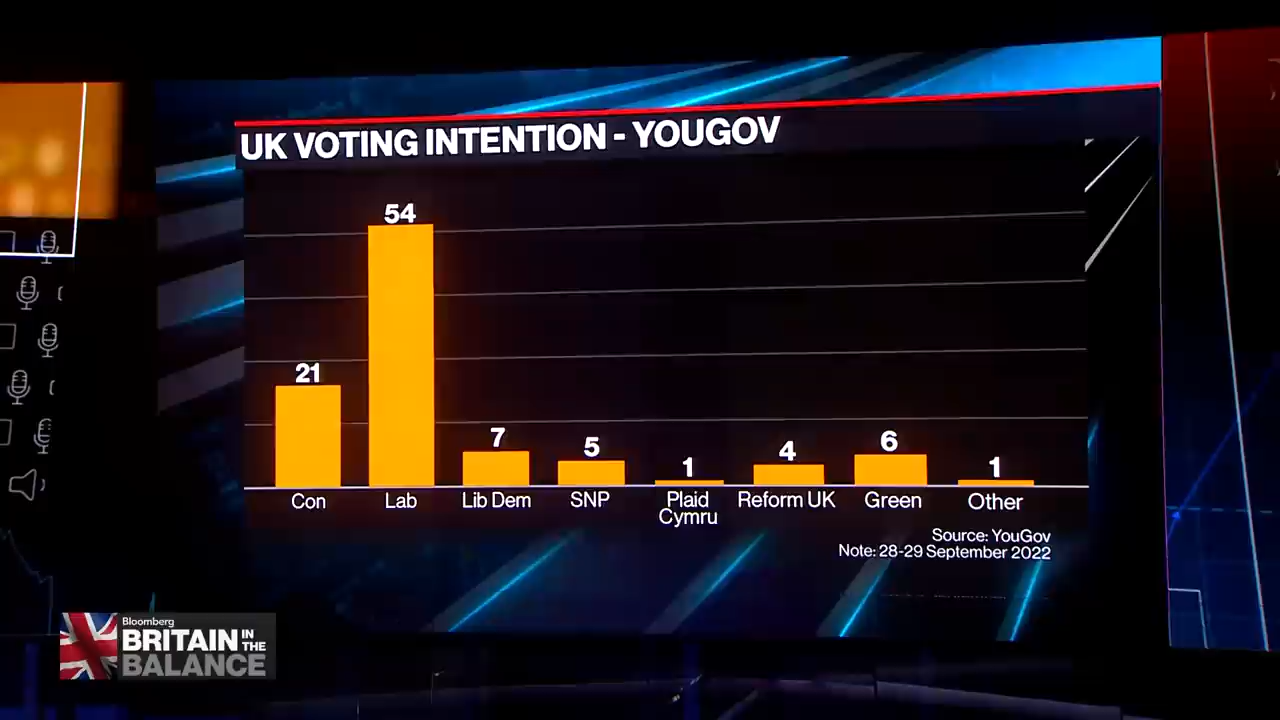 UK VOTING INTENTION - YOUGOV
54
21
7
5
1
4
6
1
Con
Lab
Lib Dem
SNP
Plaid
Cymru
Reform UK
Green
Other
Source: YouGov
Note: 28-29 September 2022
Bloomberg
BRITAIN IN THE
BALANCE